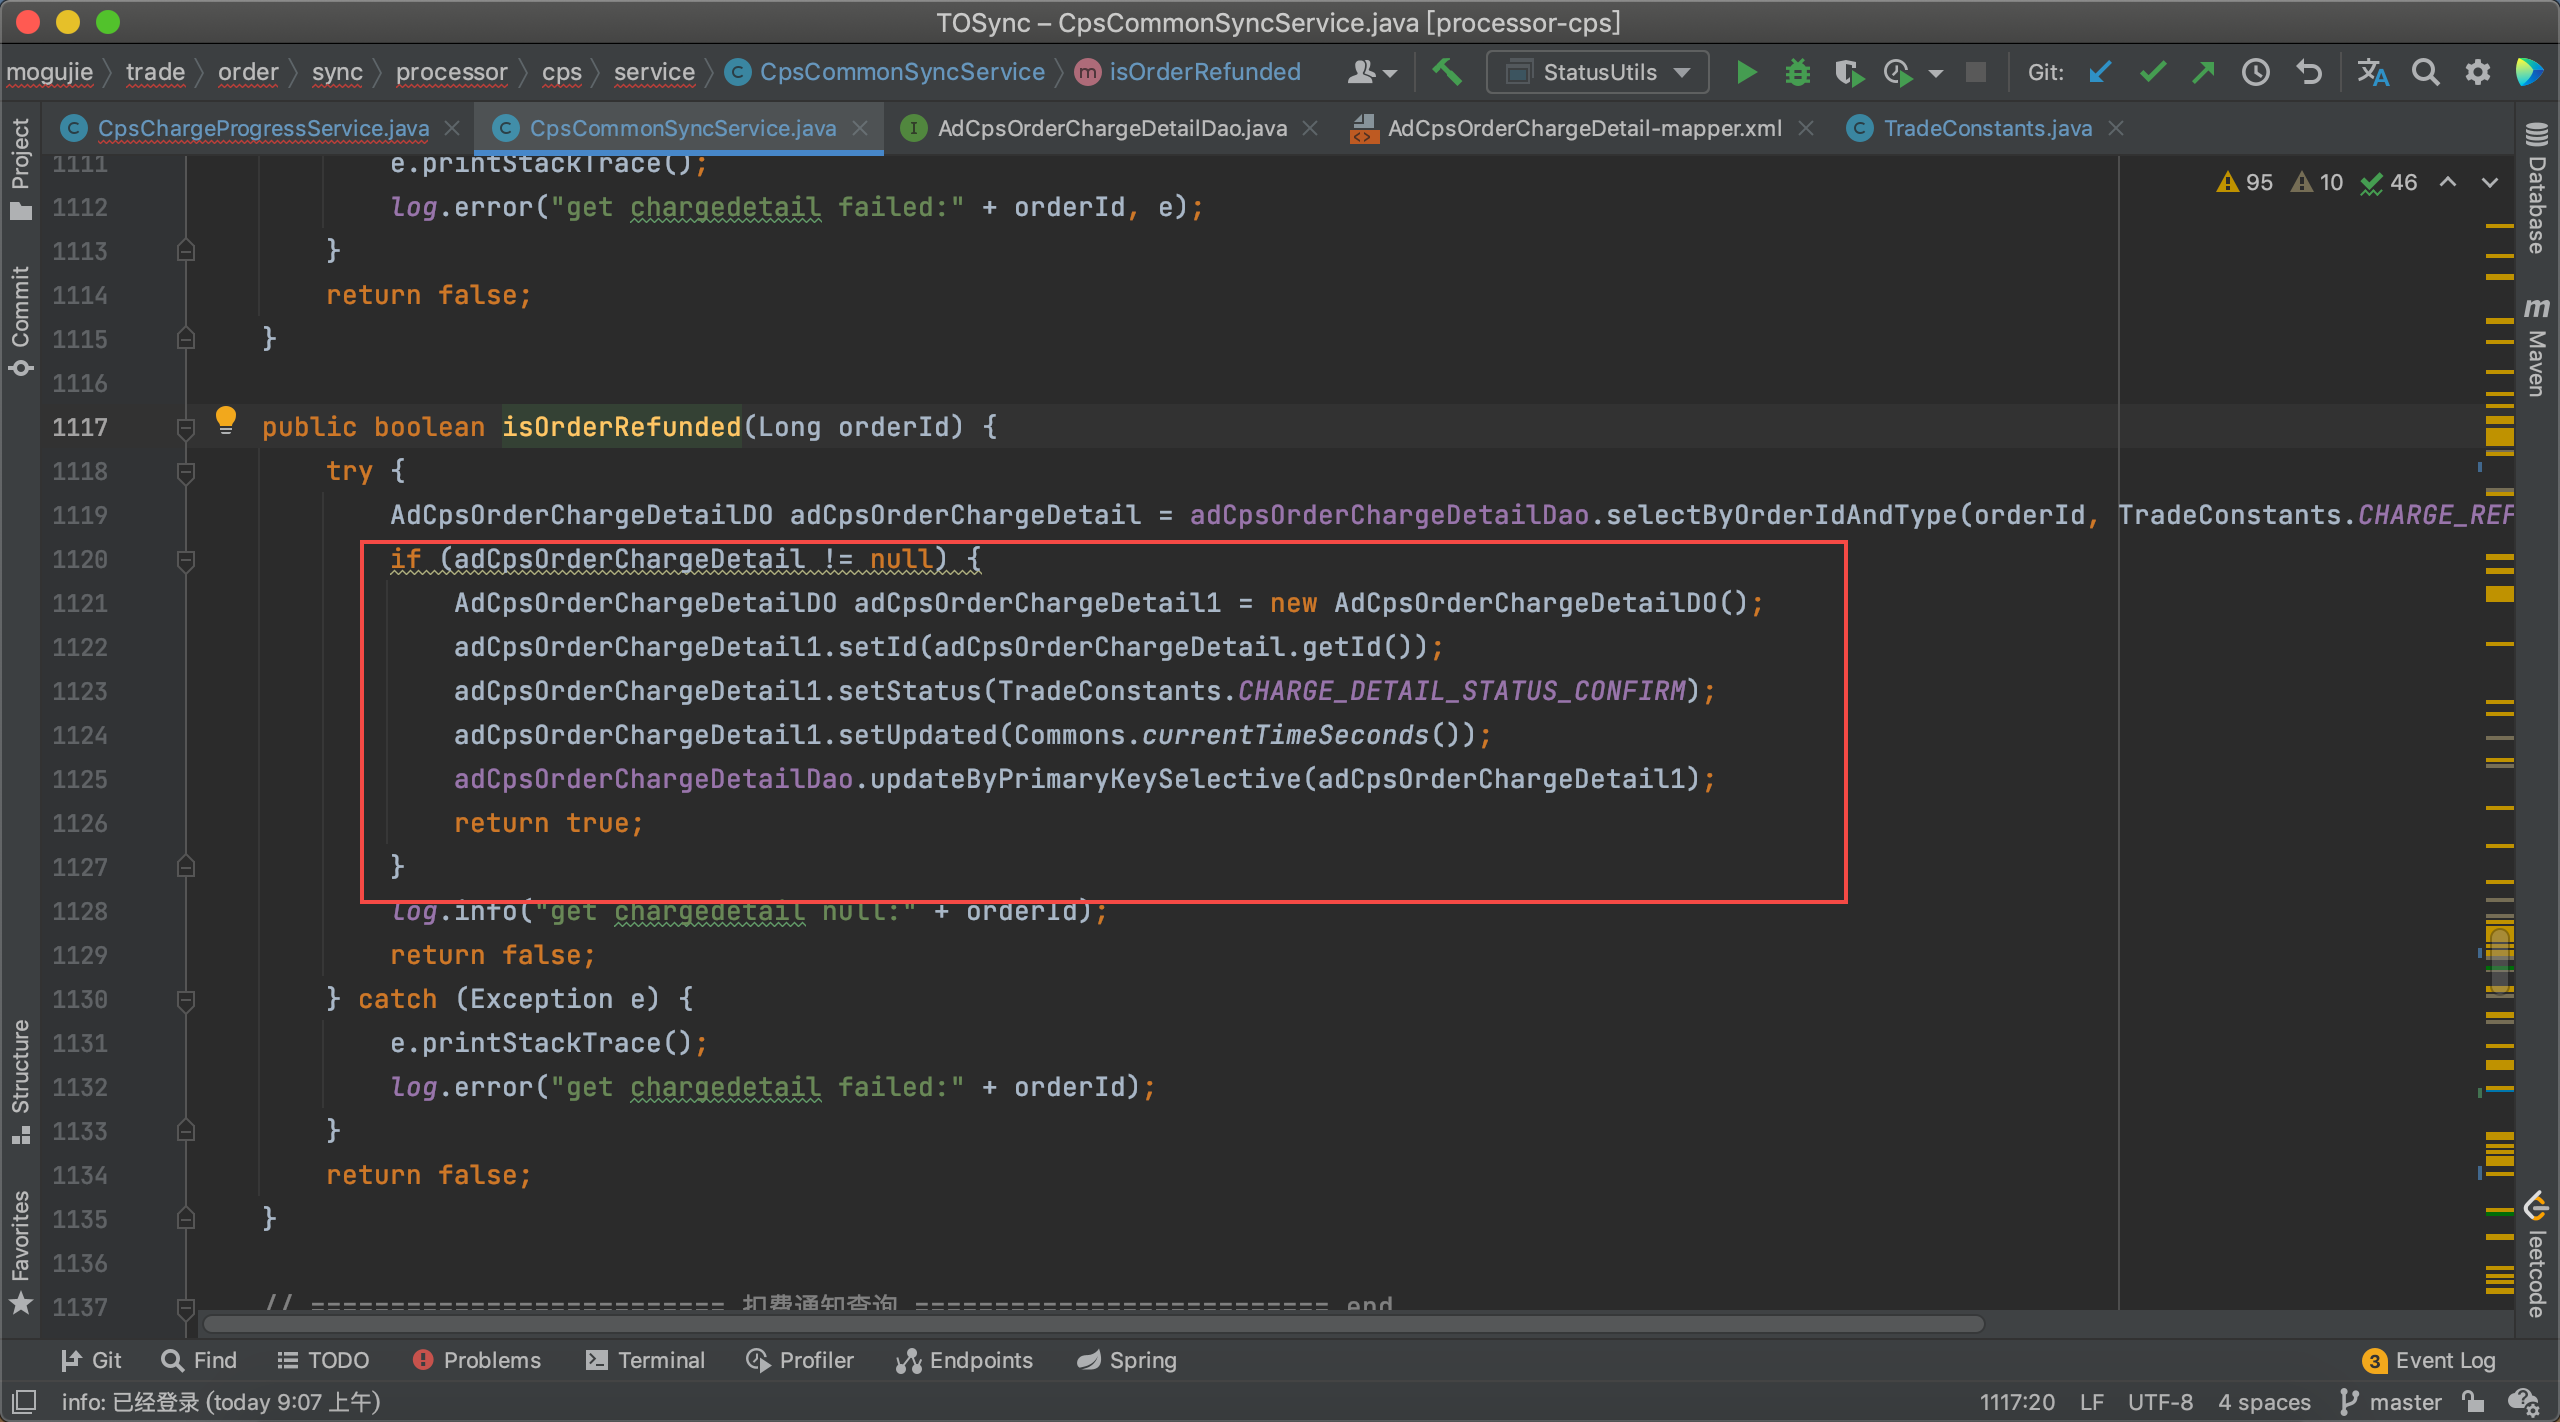 TOSync – CpsCommonSyncService.java [processor-cps]
mogujie trade order sync processor cps service CpsCommonSyncService isOrderRefunded StatusUtils Git:
CpsChargeProgressService.java CpsCommonSyncService.java AdCpsOrderChargeDetailDao.java AdCpsOrderChargeDetail-mapper.xml TradeConstants.java
Project
Commit
Structure
Favorites
Database
Maven
leetcode
95 10 46
1111 e.printStackTrace();
1112 log.error("get chargedetail failed:" + orderId, e);
1113 }
1114 return false;
1115 }
1116
1117 public boolean isOrderRefunded(Long orderId) {
1118 try {
1119 AdCpsOrderChargeDetailDO adCpsOrderChargeDetail = adCpsOrderChargeDetailDao.selectByOrderIdAndType(orderId, TradeConstants.CHARGE_REF
1120 if (adCpsOrderChargeDetail != null) {
1121 AdCpsOrderChargeDetailDO adCpsOrderChargeDetail1 = new AdCpsOrderChargeDetailDO();
1122 adCpsOrderChargeDetail1.setId(adCpsOrderChargeDetail.getId());
1123 adCpsOrderChargeDetail1.setStatus(TradeConstants.CHARGE_DETAIL_STATUS_CONFIRM);
1124 adCpsOrderChargeDetail1.setUpdated(Commons.currentTimeSeconds());
1125 adCpsOrderChargeDetailDao.updateByPrimaryKeySelective(adCpsOrderChargeDetail1);
1126 return true;
1127 }
1128 log.info("get chargedetail null:" + orderId);
1129 return false;
1130 } catch (Exception e) {
1131 e.printStackTrace();
1132 log.error("get chargedetail failed:" + orderId);
1133 }
1134 return false;
1135 }
1136
1137 // ========================== 扣费通知查询 ========================== end
Git Find TODO Problems Terminal Profiler Endpoints Spring 3 Event Log
info: 已经登录 (today 9:07 上午) 1117:20 LF UTF-8 4 spaces master